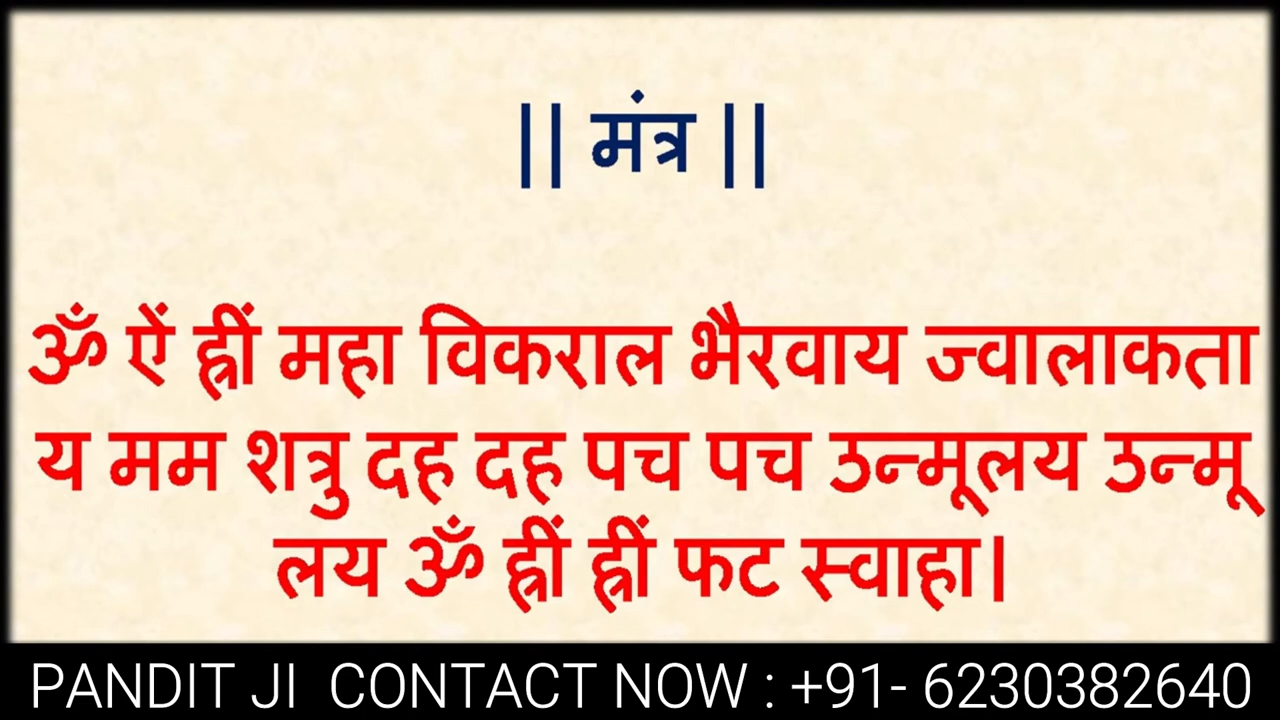 || मंत्र ||
ॐ ऐं ह्रीं महा विकराल भैरवाय ज्वालाकता
य मम शत्रु दह दह पच पच उन्मूलय उन्मू
लय ॐ ह्रीं ह्रीं फट स्वाहा।
PANDIT JI CONTACT NOW : +91- 6230382640